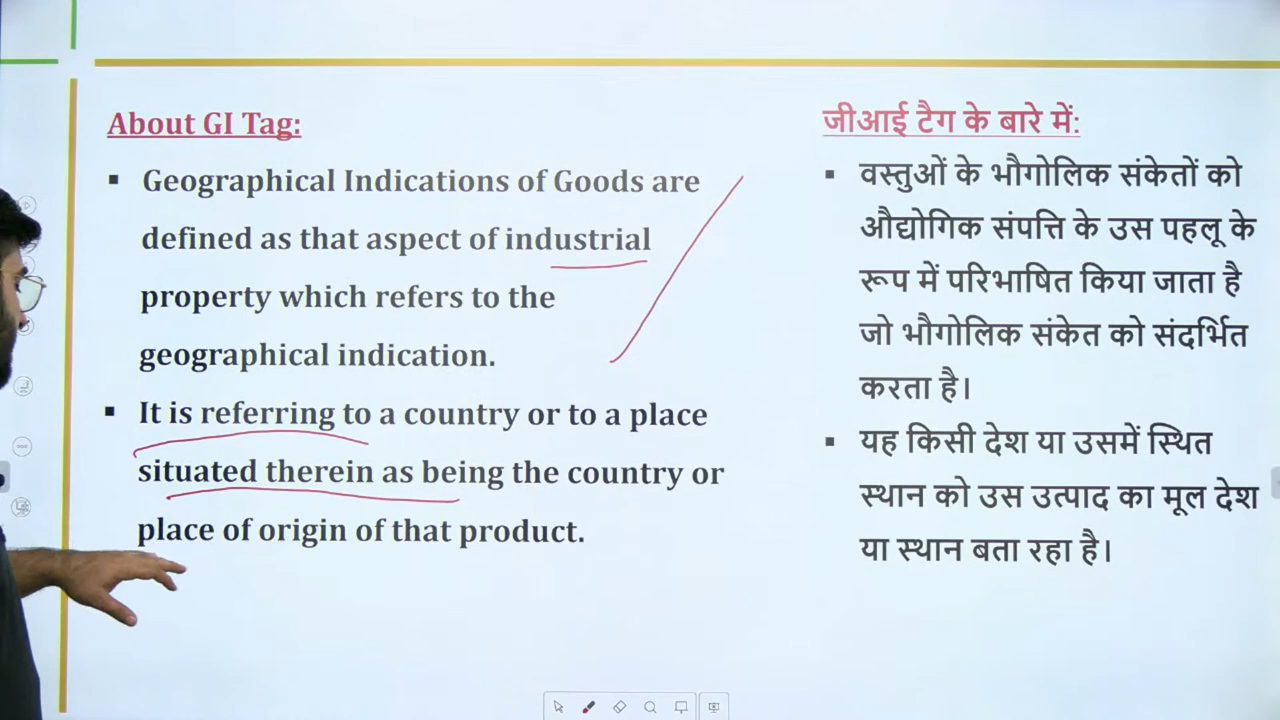 About GI Tag:
▪ Geographical Indications of Goods are
defined as that aspect of industrial
property which refers to the
geographical indication.
▪ It is referring to a country or to a place
situated therein as being the country or
place of origin of that product.
जीआई टैग के बारे में:
▪ वस्तुओं के भौगोलिक संकेतों को
औद्योगिक संपत्ति के उस पहलू के
रूप में परिभाषित किया जाता है
जो भौगोलिक संकेत को संदर्भित
करता है।
▪ यह किसी देश या उसमें स्थित
स्थान को उस उत्पाद का मूल देश
या स्थान बता रहा है।